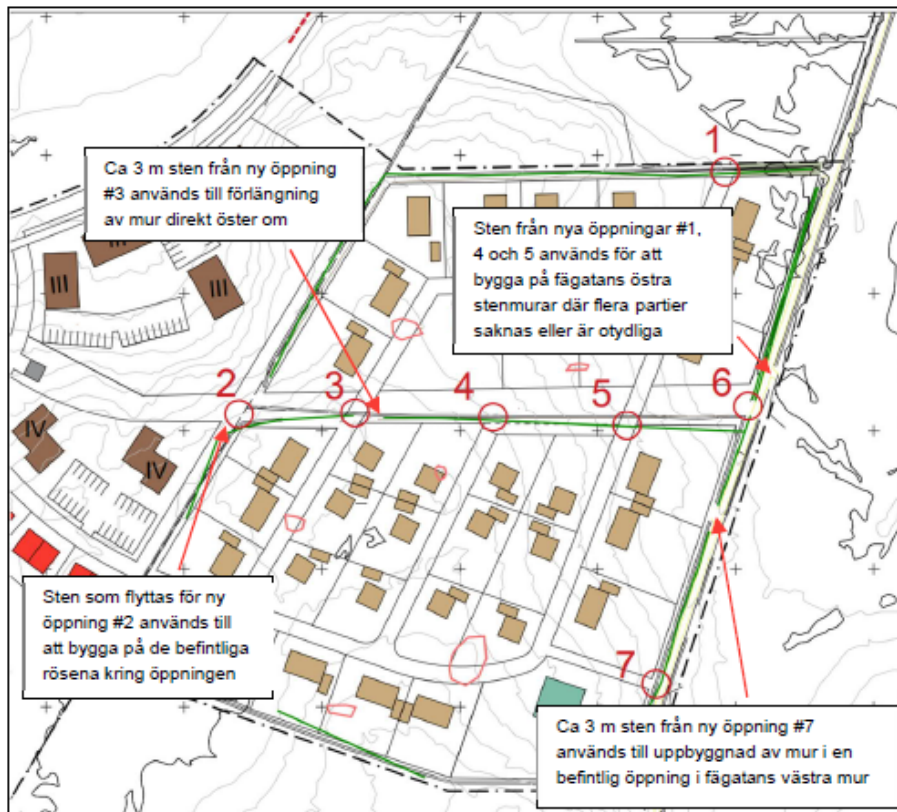 1
Ca 3 m sten från ny öppning
#3 används till förlängning
av mur direkt öster om
Sten från nya öppningar #1,
4 och 5 används för att
bygga på fägatans östra
stenmurar där flera partier
saknas eller är otydliga
III
III
III
2
3
4
5
6
IV
IV
Sten som flyttas för ny
öppning #2 används till
att bygga på de befintliga
rösena kring öppningen
7
Ca 3 m sten från ny öppning #7
används till uppbyggnad av mur i en
befintlig öppning i fägatans västra mur